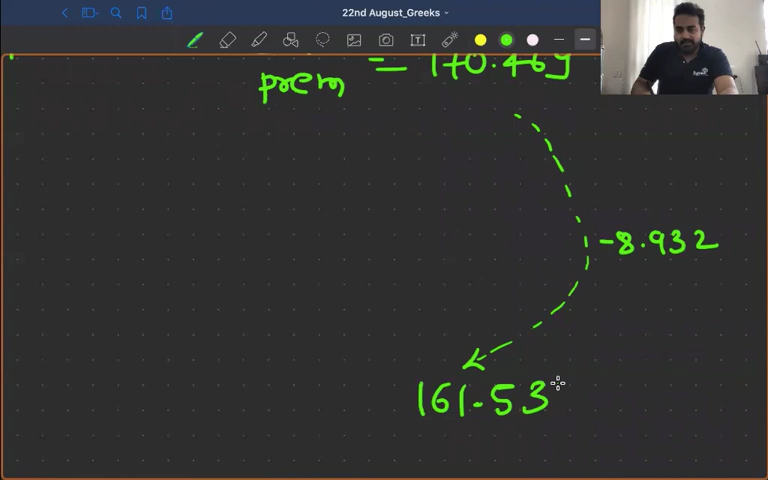 22nd August_Greeks
prem = 170.469
-8.932
161.53